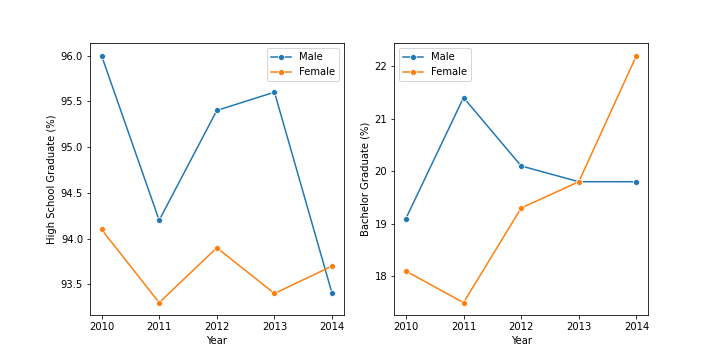 Male
Female
96.0
95.5
95.0
94.5
94.0
93.5
High School Graduate (%)
2010 2011 2012 2013 2014
Year
Male
Female
22
21
20
19
18
Bachelor Graduate (%)
2010 2011 2012 2013 2014
Year